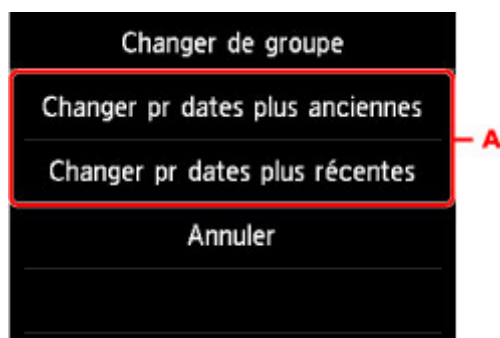 Changer de groupe
Changer pr dates plus anciennes
A
Changer pr dates plus récentes
Annuler